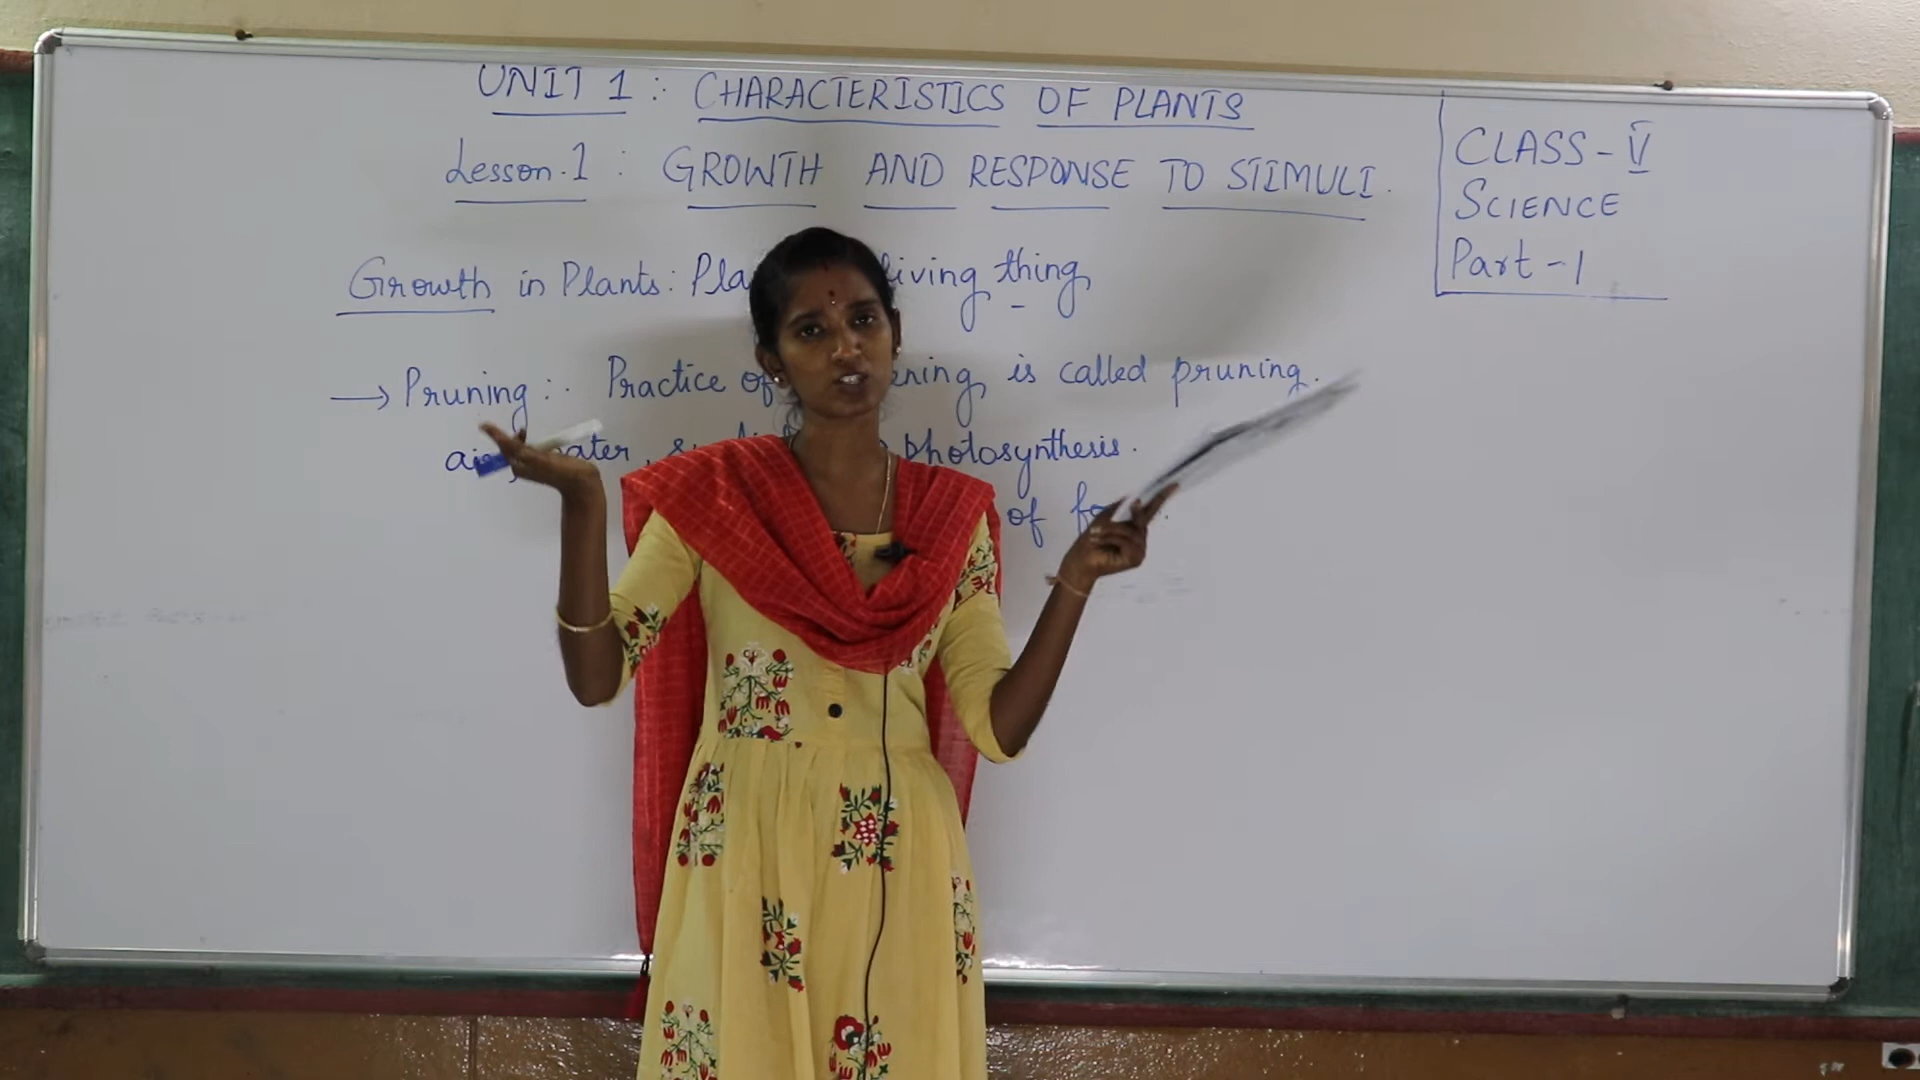 UNIT 1 : CHARACTERISTICS OF PLANTS
Lesson.1 : GROWTH AND RESPONSE TO STIMULI.
CLASS - V
SCIENCE
Part - 1
Growth in Plants : living thing
→ Pruning : . Practice of is called pruning.
photosynthesis.
of